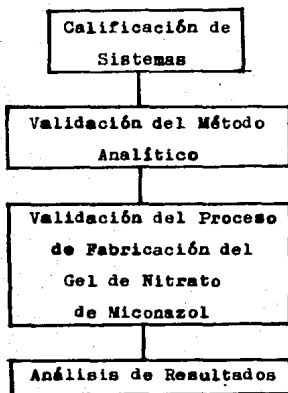 Calificación de
Sistemas
Validación del Método
Analítico
Validación del Proceso
de Fabricación del
Gel de Nitrato
de Miconazol
Análisis de Resultados